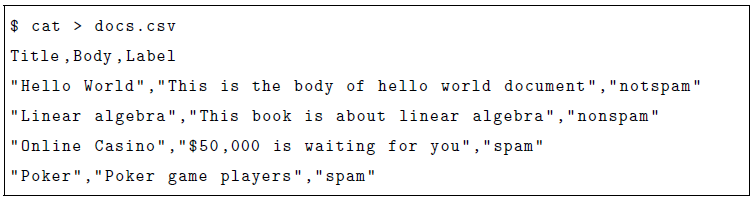 $ cat > docs.csv
Title,Body,Label
"Hello World","This is the body of hello world document","notspam"
"Linear algebra","This book is about linear algebra","nonspam"
"Online Casino","$50,000 is waiting for you","spam"
"Poker","Poker game players","spam"